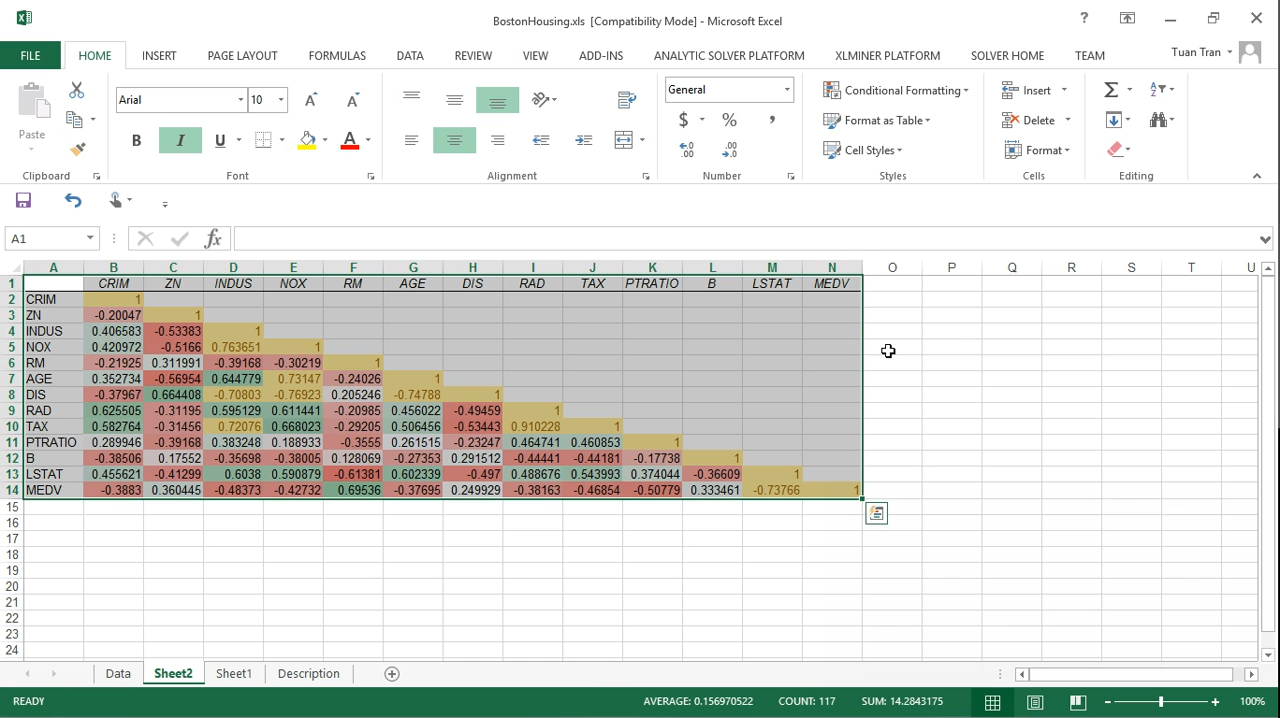 BostonHousing.xls [Compatibility Mode] - Microsoft Excel
?
FILE HOME INSERT PAGE LAYOUT FORMULAS DATA REVIEW VIEW ADD-INS ANALYTIC SOLVER PLATFORM XLMINER PLATFORM SOLVER HOME TEAM Tuan Tran
Paste
Arial 10
B I U
General
$ % ,
Conditional Formatting
Format as Table
Cell Styles
Insert
Delete
Format
Clipboard Font Alignment Number Styles Cells Editing
A1 fx
A B C D E F G H I J K L M N O P Q R S T U
1 CRIM ZN INDUS NOX RM AGE DIS RAD TAX PTRATIO B LSTAT MEDV
2 CRIM 1
3 ZN -0.20047 1
4 INDUS 0.406583 -0.53383 1
5 NOX 0.420972 -0.5166 0.763651 1
6 RM -0.21925 0.311991 -0.39168 -0.30219 1
7 AGE 0.352734 -0.56954 0.644779 0.73147 -0.24026 1
8 DIS -0.37967 0.664408 -0.70803 -0.76923 0.205246 -0.74788 1
9 RAD 0.625505 -0.31195 0.595129 0.611441 -0.20985 0.456022 -0.49459 1
10 TAX 0.582764 -0.31456 0.72076 0.668023 -0.29205 0.506456 -0.53443 0.910228 1
11 PTRATIO 0.289946 -0.39168 0.383248 0.188933 -0.3555 0.261515 -0.23247 0.464741 0.460853 1
12 B -0.38506 0.17552 -0.35698 -0.38005 0.128069 -0.27353 0.291512 -0.44441 -0.44181 -0.17738 1
13 LSTAT 0.455621 -0.41299 0.6038 0.590879 -0.61381 0.602339 -0.497 0.488676 0.543993 0.374044 -0.36609 1
14 MEDV -0.3883 0.360445 -0.48373 -0.42732 0.69536 -0.37695 0.249929 -0.38163 -0.46854 -0.50779 0.333461 -0.73766 1
15
16
17
18
19
20
21
22
23
24
Data Sheet2 Sheet1 Description
READY AVERAGE: 0.156970522 COUNT: 117 SUM: 14.2843175 100%